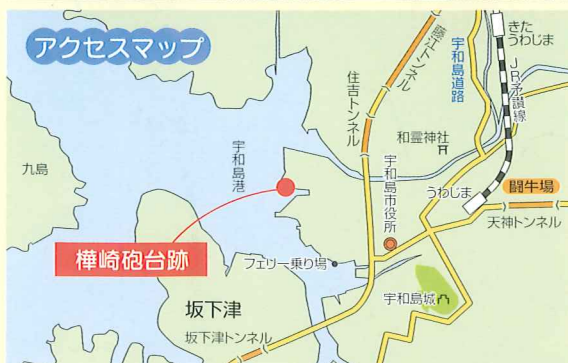 アクセスマップ
きた
うわじま
藤江トンネル
宇和島道路
JR予讃線
住吉トンネル
和霊神社
宇和島港
九島
宇和島市役所
うわじま
闘牛場
天神トンネル
樺崎砲台跡
フェリー乗り場
宇和島城
坂下津
坂下津トンネル